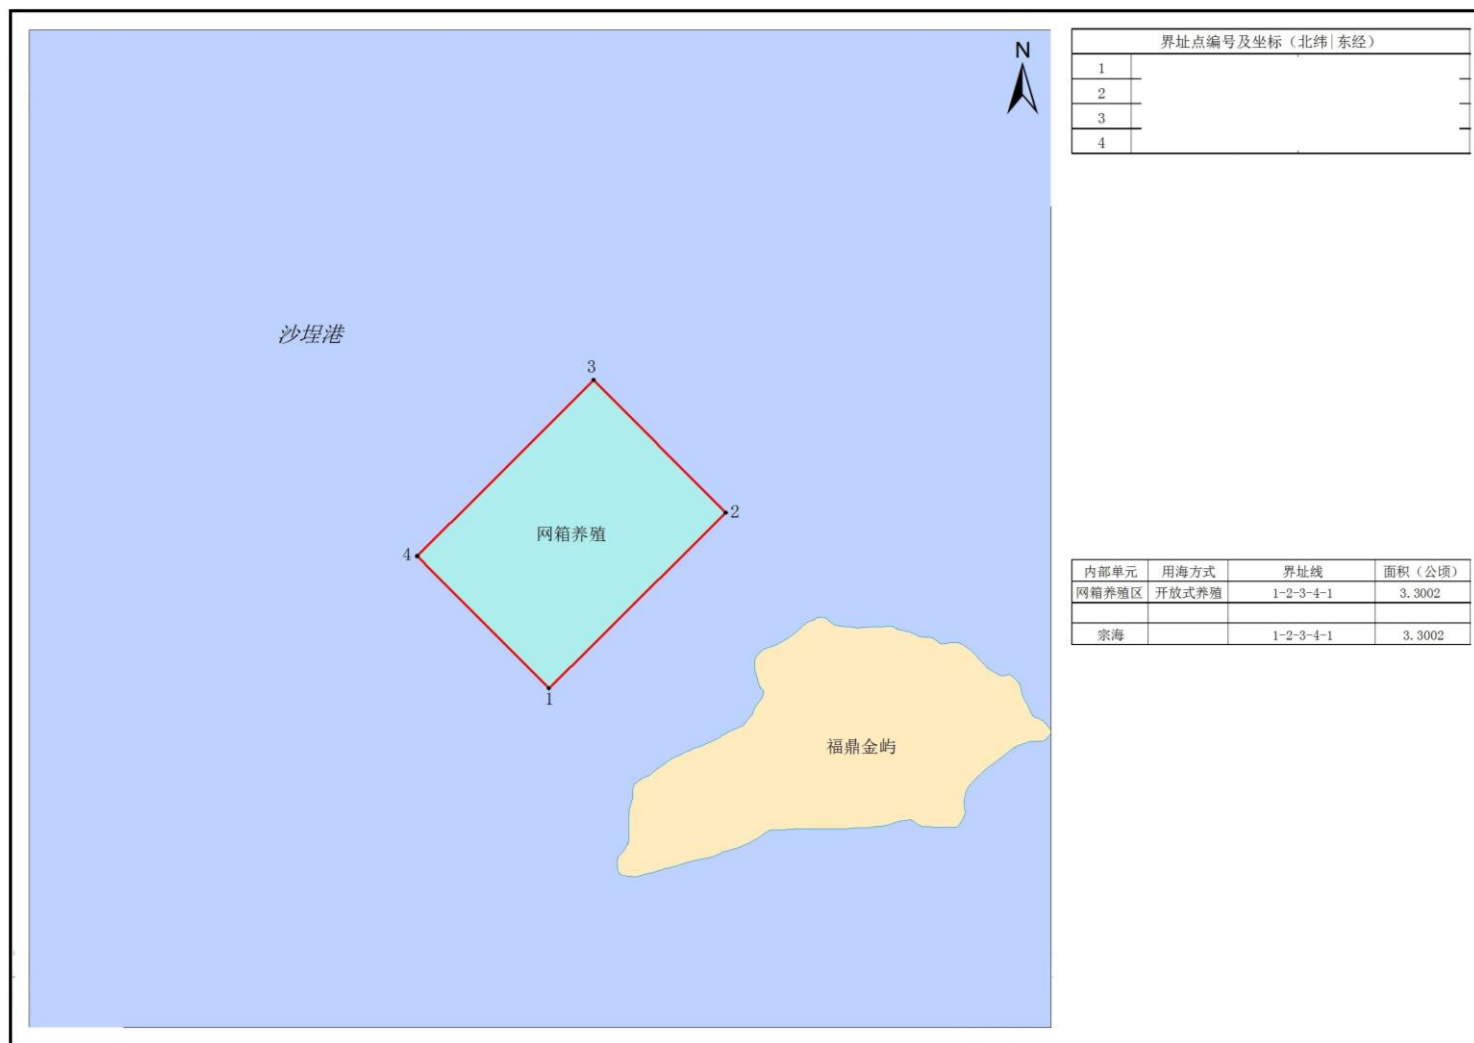 N
界址点编号及坐标（北纬|东经）
1
2
3
4
沙埕港
3
2
网箱养殖
4
1
内部单元 用海方式 界址线 面积（公顷）
网箱养殖区 开放式养殖 1-2-3-4-1 3.3002
宗海 1-2-3-4-1 3.3002
福鼎金屿